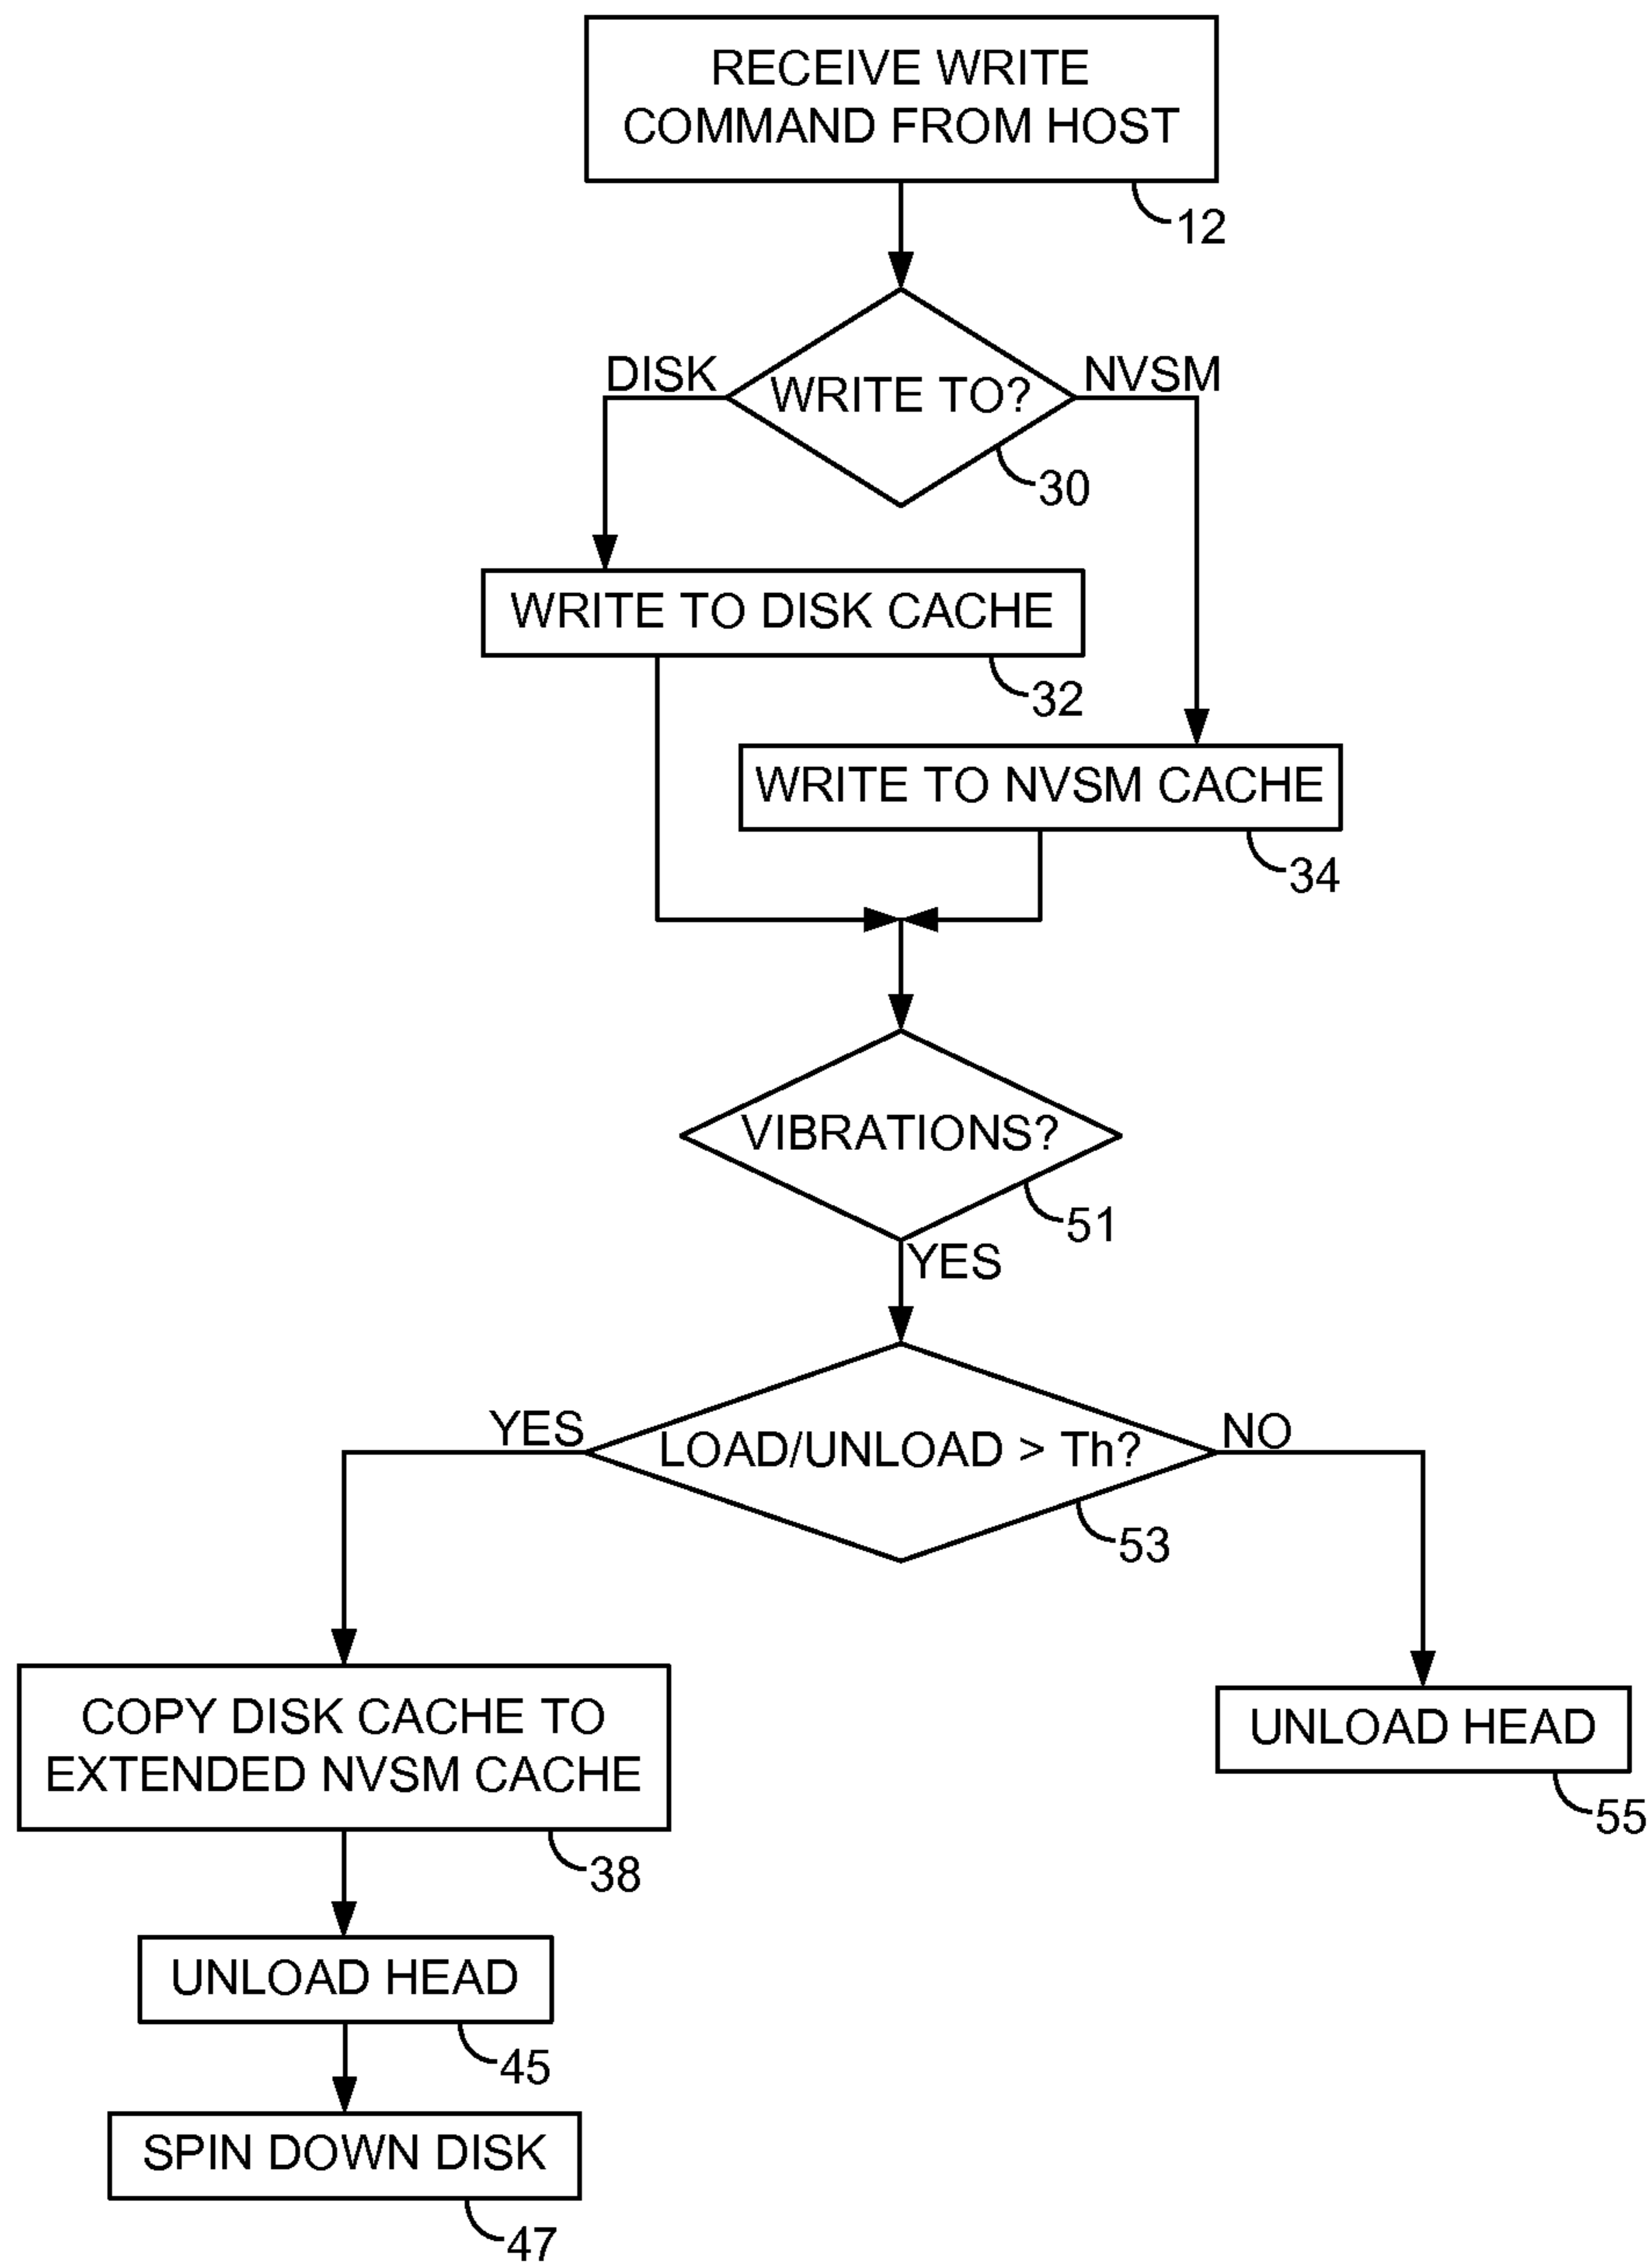 RECEIVE WRITE
COMMAND FROM HOST
12
DISK
WRITE TO?
NVSM
30
WRITE TO DISK CACHE
32
WRITE TO NVSM CACHE
34
VIBRATIONS?
51
YES
YES
LOAD/UNLOAD > Th?
NO
53
COPY DISK CACHE TO
EXTENDED NVSM CACHE
38
UNLOAD HEAD
55
UNLOAD HEAD
45
SPIN DOWN DISK
47